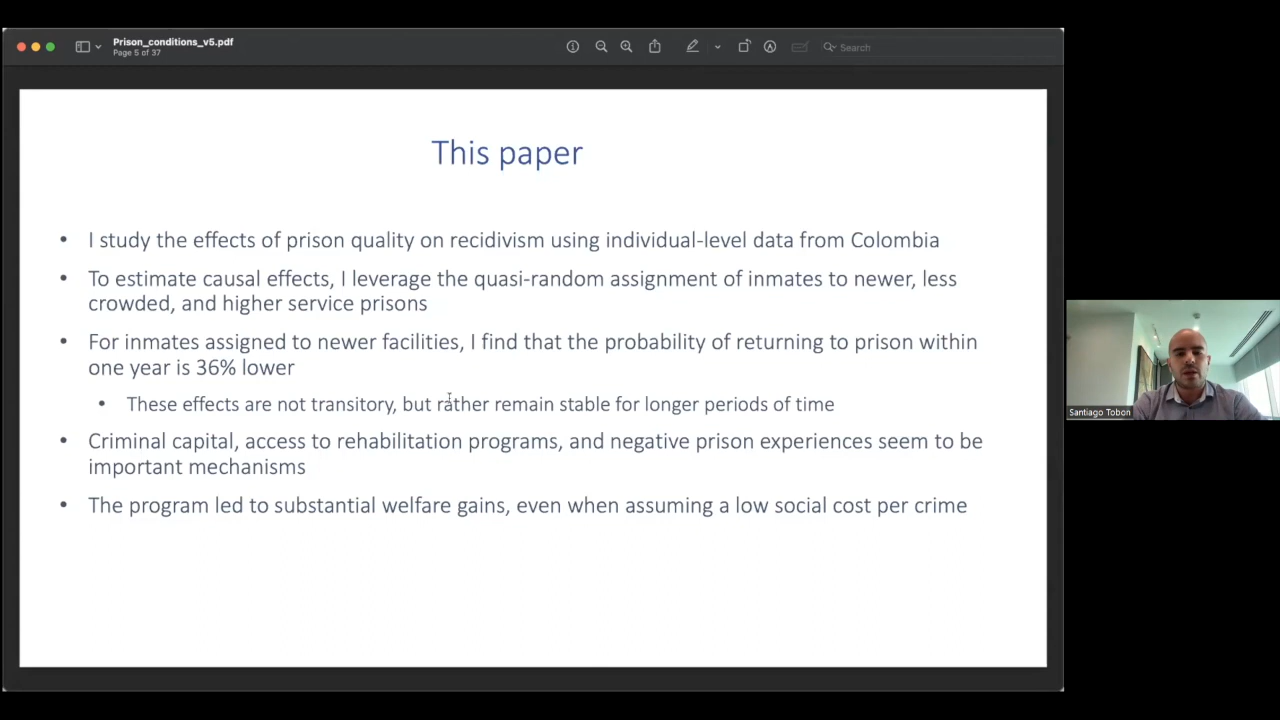 Prison_conditions_v5.pdf
Page 5 of 37
Search
This paper
• I study the effects of prison quality on recidivism using individual-level data from Colombia
• To estimate causal effects, I leverage the quasi-random assignment of inmates to newer, less
crowded, and higher service prisons
• For inmates assigned to newer facilities, I find that the probability of returning to prison within
one year is 36% lower
• These effects are not transitory, but rather remain stable for longer periods of time
• Criminal capital, access to rehabilitation programs, and negative prison experiences seem to be
important mechanisms
• The program led to substantial welfare gains, even when assuming a low social cost per crime
Santiago Tobon